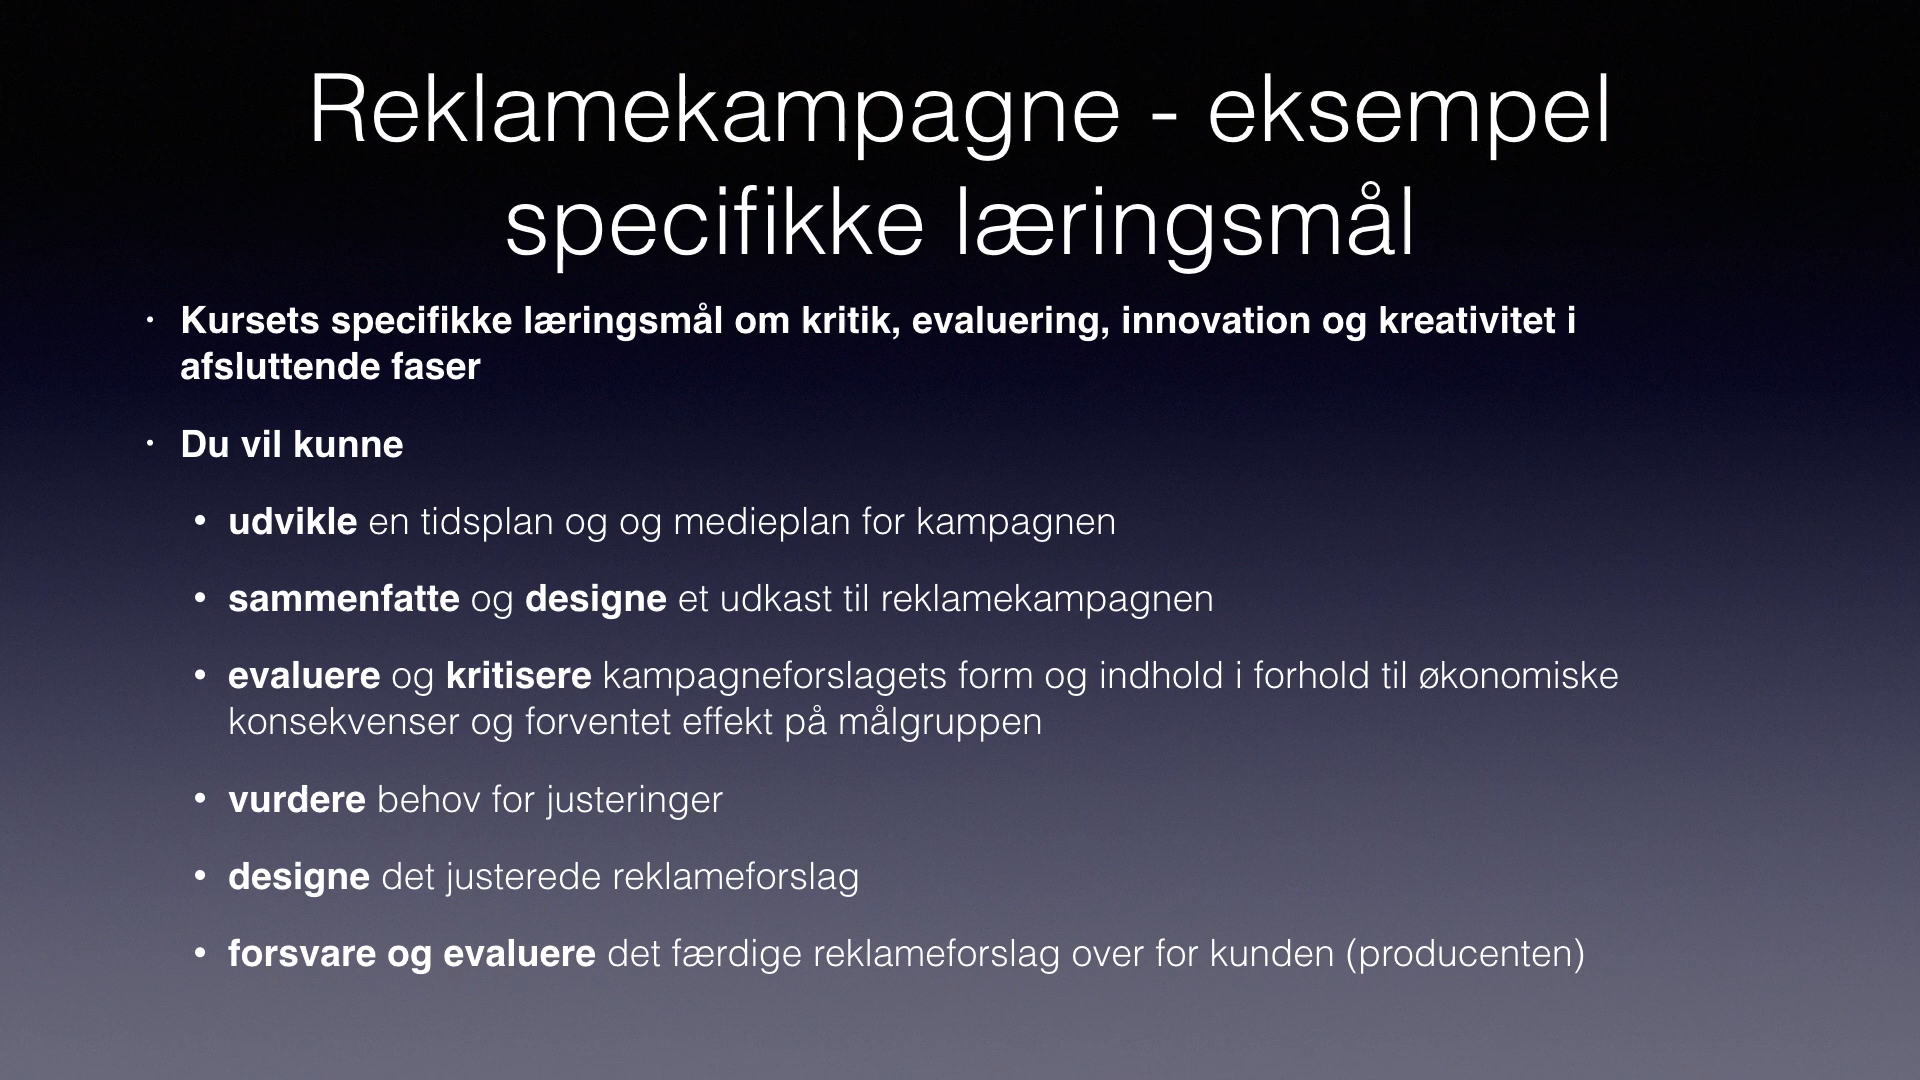 Reklamekampagne - eksempel
specifikke læringsmål
• Kursets specifikke læringsmål om kritik, evaluering, innovation og kreativitet i
afsluttende faser
• Du vil kunne
• udvikle en tidsplan og og medieplan for kampagnen
• sammenfatte og designe et udkast til reklamekampagnen
• evaluere og kritisere kampagneforslagets form og indhold i forhold til økonomiske
konsekvenser og forventet effekt på målgruppen
• vurdere behov for justeringer
• designe det justerede reklameforslag
• forsvare og evaluere det færdige reklameforslag over for kunden (producenten)